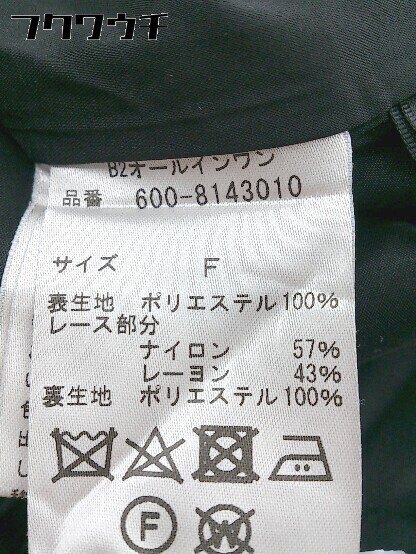 フクワウチ
B2オールインワン
品番 600-8143010
サイズ F
表生地 ポリエステル100%
レース部分
ナイロン 57%
レーヨン 43%
裏生地 ポリエステル100%
F W